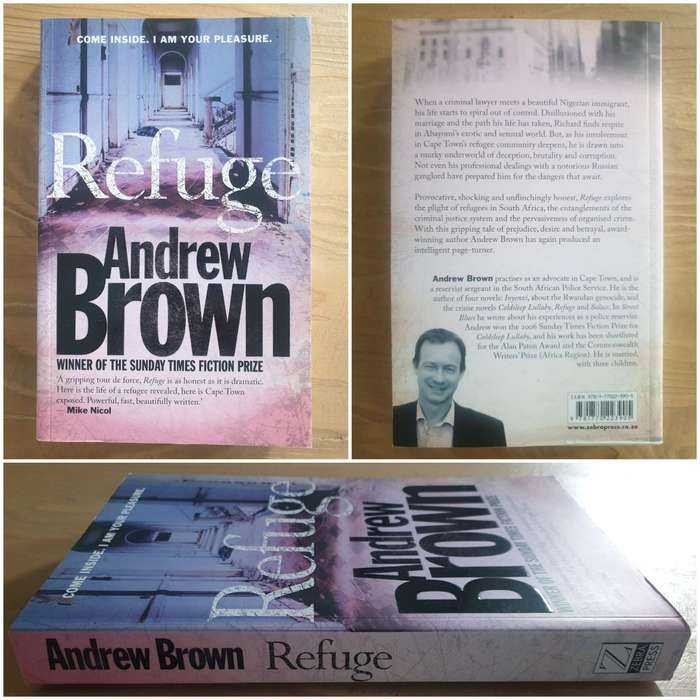 COME INSIDE. I AM YOUR PLEASURE.
Refuge
Andrew
Brown
WINNER OF THE SUNDAY TIMES FICTION PRIZE
'A gripping tour de force, Refuge is as honest as it is dramatic.
Here is the life of a refugee revealed, here is Cape Town
exposed. Powerful, fast, beautifully written.'
– Mike Nicol
When a criminal lawyer meets a beautiful Nigerian immigrant,
his life starts to spiral out of control. Disillusioned with his
marriage and the path his life has taken, Richard finds respite
in Abayomi's exotic and sensual world. But, as his involvement
in Cape Town's refugee community deepens, he is drawn into
a murky underworld of deception, brutality and corruption.
Not even his professional dealings with a notorious Russian
ganglord have prepared him for the dangers that await.
Provocative, shocking and unflinchingly honest, Refuge explores
the plight of refugees in South Africa, the entanglements of the
criminal justice system and the pervasiveness of organised crime.
With this gripping tale of prejudice, desire and betrayal, award-
winning author Andrew Brown has again produced an
intelligent page-turner.
Andrew Brown practises as an advocate in Cape Town, and is
a reservist sergeant in the South African Police Service. He is the
author of four novels: Inyenzi, about the Rwandan genocide, and
the crime novels Coldsleep Lullaby, Refuge and Solace. In Street
Blues he wrote about his experiences as a police reservist.
Andrew won the 2006 Sunday Times Fiction Prize for
Coldsleep Lullaby, and his work has been shortlisted
for the Alan Paton Award and the Commonwealth
Writers' Prize (Africa Region). He is married,
with three children.
www.zebrapress.co.za
COME INSIDE. I AM YOUR PLEASURE.
Refuge
Andrew
Brown
WINNER OF THE SUNDAY TIMES FICTION PRIZE
Andrew Brown Refuge
Z
ZEBRA
PRESS